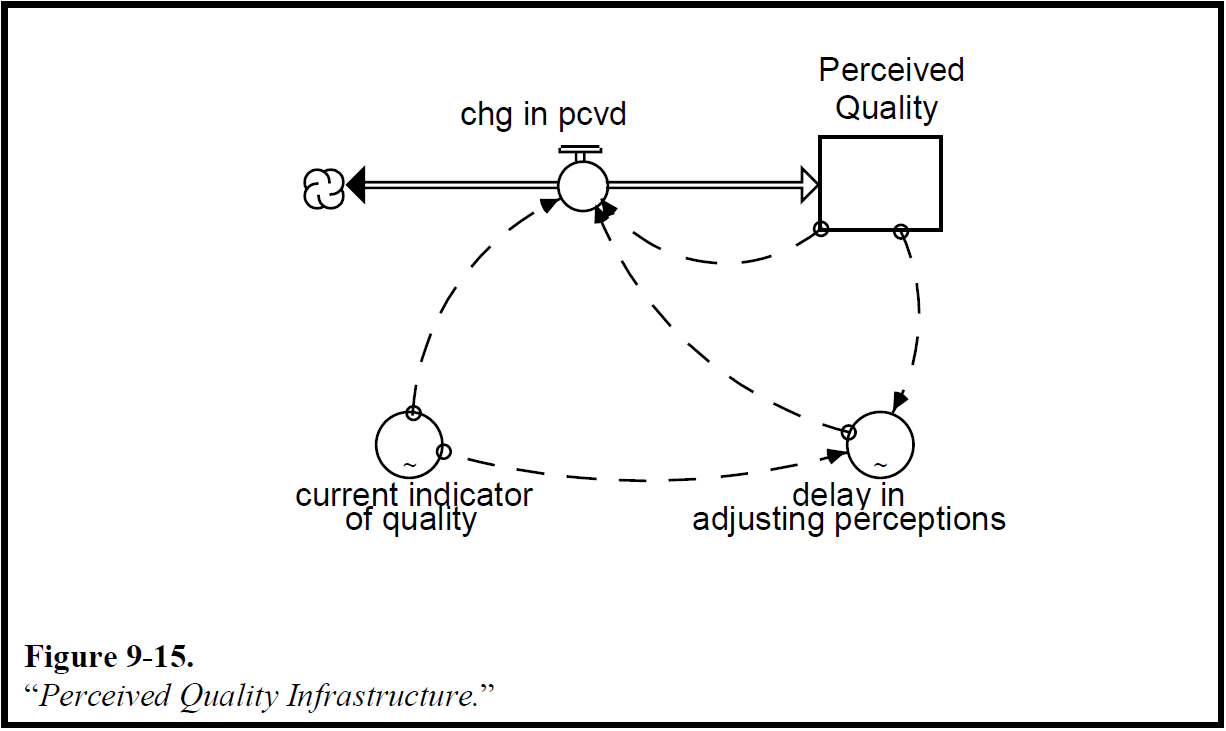 Perceived
Quality
chg in pcvd
~
~
current indicator
of quality
delay in
adjusting perceptions
Figure 9-15.
“Perceived Quality Infrastructure.”